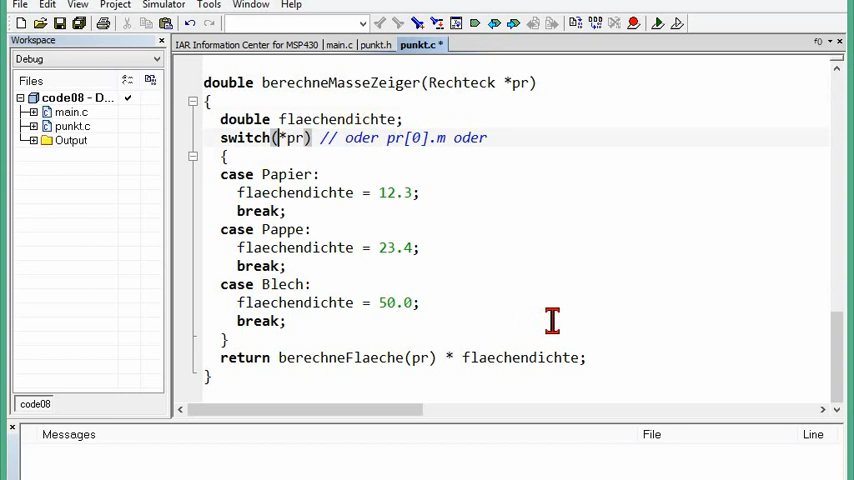 File Edit View Project Simulator Tools Window Help
Workspace
IAR Information Center for MSP430 main.c punkt.h punkt.c * f()
Debug
Files
code08 - D...
main.c
punkt.c
Output
code08
double berechneMasseZeiger(Rechteck *pr)
{
double flaechendichte;
switch(*pr) // oder pr[0].m oder
{
case Papier:
flaechendichte = 12.3;
break;
case Pappe:
flaechendichte = 23.4;
break;
case Blech:
flaechendichte = 50.0;
break;
}
return berechneFlaeche(pr) * flaechendichte;
}
Messages File Line